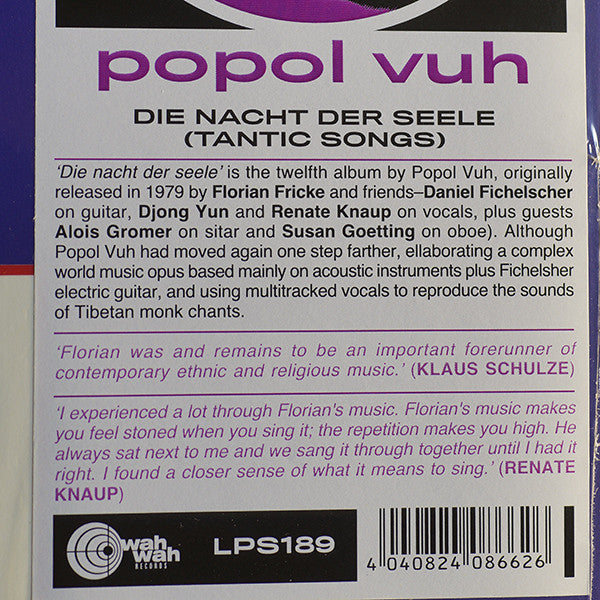 popol vuh
DIE NACHT DER SEELE
(TANTIC SONGS)
'Die nacht der seele' is the twelfth album by Popol Vuh, originally
released in 1979 by Florian Fricke and friends–Daniel Fichelscher
on guitar, Djong Yun and Renate Knaup on vocals, plus guests
Alois Gromer on sitar and Susan Goetting on oboe). Although
Popol Vuh had moved again one step farther, ellaborating a complex
world music opus based mainly on acoustic instruments plus Fichelsher
electric guitar, and using multitracked vocals to reproduce the sounds
of Tibetan monk chants.
'Florian was and remains to be an important forerunner of
contemporary ethnic and religious music.' (KLAUS SCHULZE)
'I experienced a lot through Florian's music. Florian's music makes
you feel stoned when you sing it; the repetition makes you high. He
always sat next to me and we sang it through together until I had it
right. I found a closer sense of what it means to sing.' (RENATE
KNAUP)
wah
wah
RECORDS
LPS189
4 040824 086626